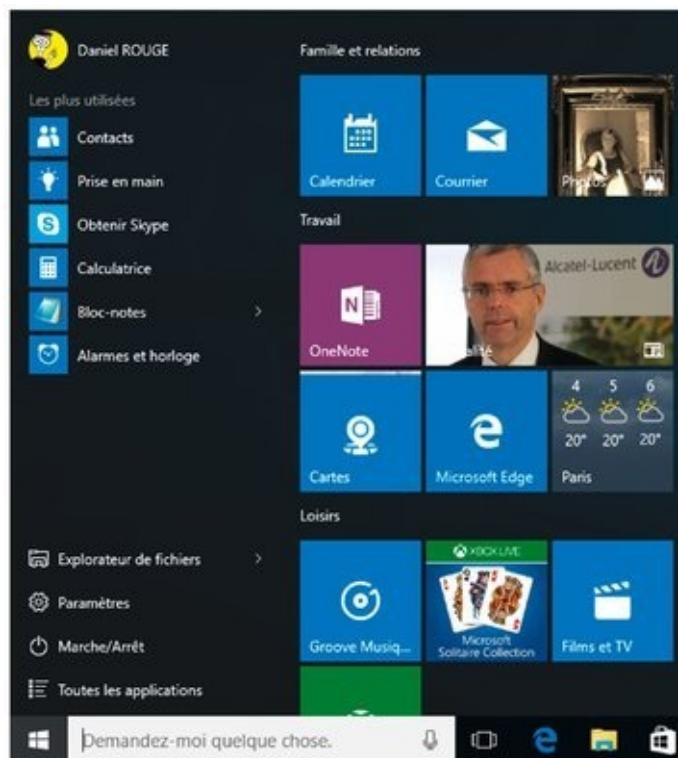 Daniel ROUGE
Les plus utilisées
Contacts
Prise en main
Obtenir Skype
Calculatrice
Bloc-notes
Alarmes et horloge
Explorateur de fichiers
Paramètres
Marche/Arrêt
Toutes les applications
Famille et relations
Calendrier
Courrier
Photos
Travail
N
OneNote
Alcatel-Lucent
Cartes
Microsoft Edge
4 5 6
20° 20° 20°
Paris
Loisirs
Groove Musiq...
XBOX LIVE
Microsoft
Solitaire Collection
Films et TV
Demandez-moi quelque chose.